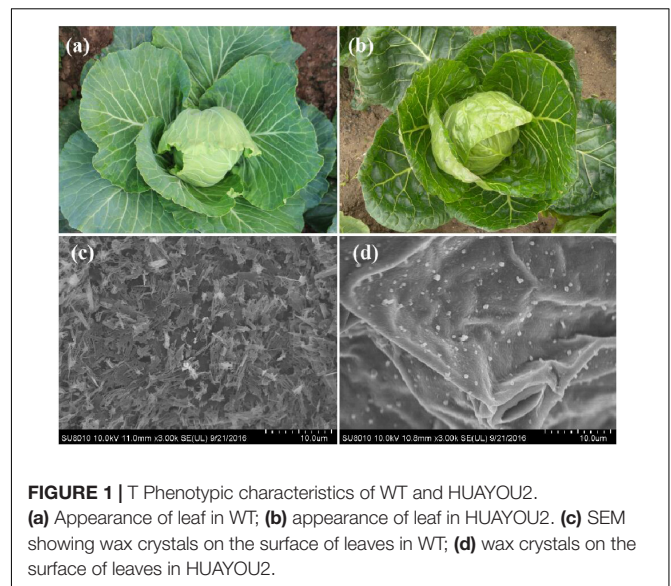 (a)
(b)
(c)
(d)
SU8010 10.0kV 11.0mm x3.00k SE(UL) 9/21/2016 10.0um
SU8010 10.0kV 10.8mm x3.00k SE(UL) 9/21/2016 10.0um
FIGURE 1 | T Phenotypic characteristics of WT and HUAYOU2.
(a) Appearance of leaf in WT; (b) appearance of leaf in HUAYOU2. (c) SEM
showing wax crystals on the surface of leaves in WT; (d) wax crystals on the
surface of leaves in HUAYOU2.